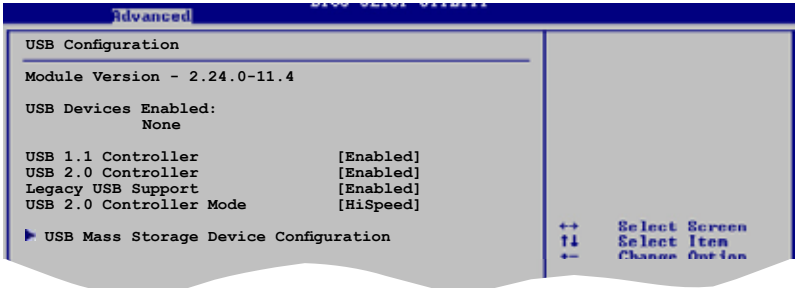 Advanced
USB Configuration
Module Version - 2.24.0-11.4
USB Devices Enabled:
None
USB 1.1 Controller [Enabled]
USB 2.0 Controller [Enabled]
Legacy USB Support [Enabled]
USB 2.0 Controller Mode [HiSpeed]
USB Mass Storage Device Configuration
↔ Select Screen
↑↓ Select Item
+- Change Option